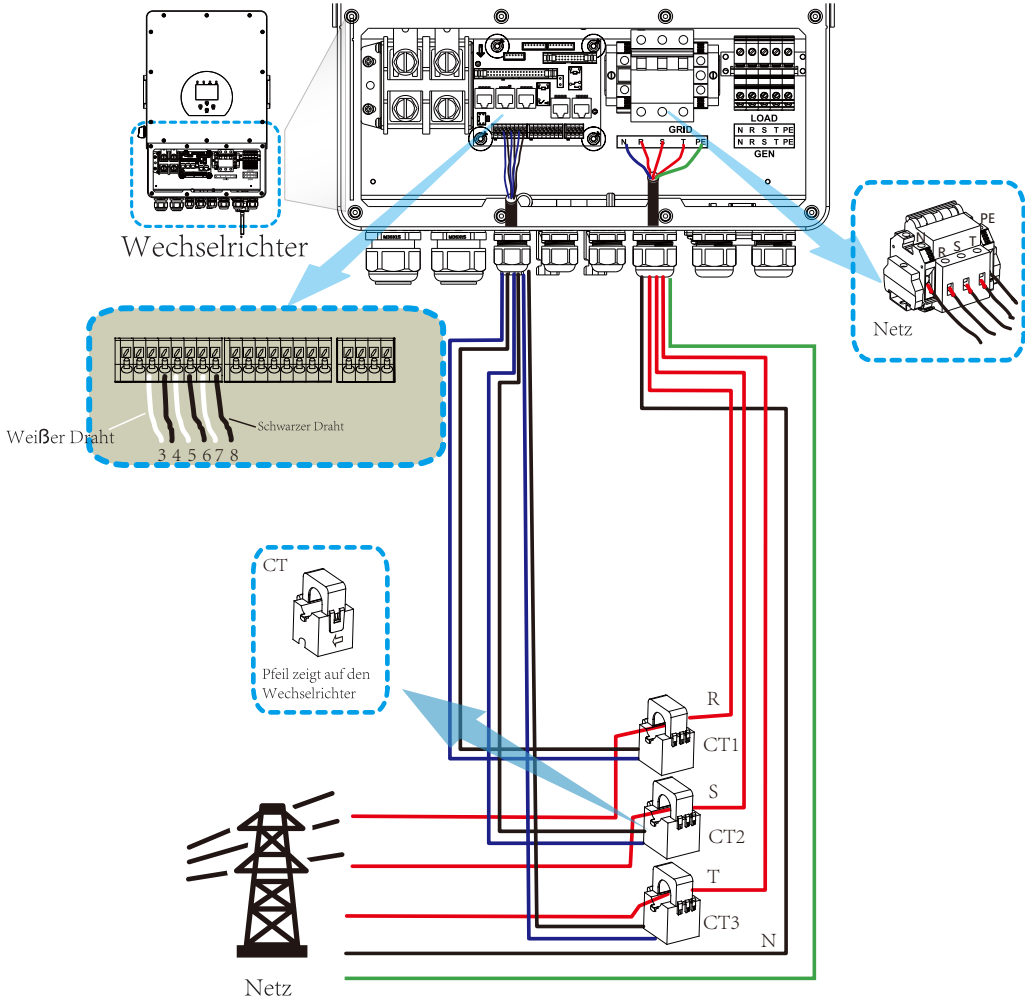 LOAD
N R S T PE
N R S T PE
GEN
GRID
N R S T PE
Wechselrichter
PE
N R S T
Netz
Weißer Draht
Schwarzer Draht
3 4 5 6 7 8
CT
Pfeil zeigt auf den
Wechselrichter
R
CT1
S
CT2
T
CT3
N
Netz